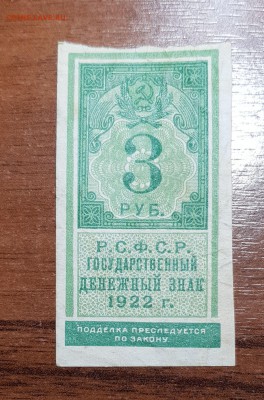 3
РУБ.
Р.С.Ф.С.Р.
ГОСУДАРСТВЕННЫЙ
ДЕНЕЖНЫЙ ЗНАК
1922 г.
ПОДДЕЛКА ПРЕСЛЕДУЕТСЯ
ПО ЗАКОНУ.